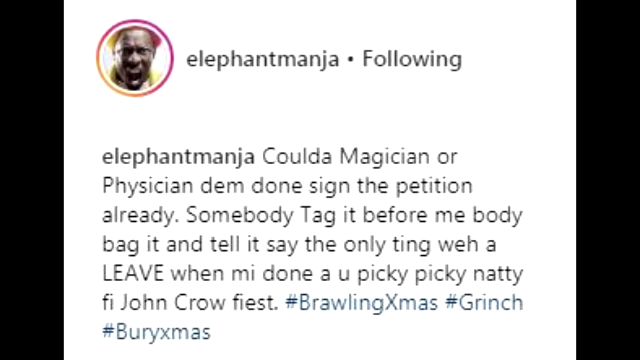 elephantmanja • Following
elephantmanja Coulda Magician or
Physician dem done sign the petition
already. Somebody Tag it before me body
bag it and tell it say the only ting weh a
LEAVE when mi done a u picky picky natty
fi John Crow fiest. #BrawlingXmas #Grinch
#Buryxmas